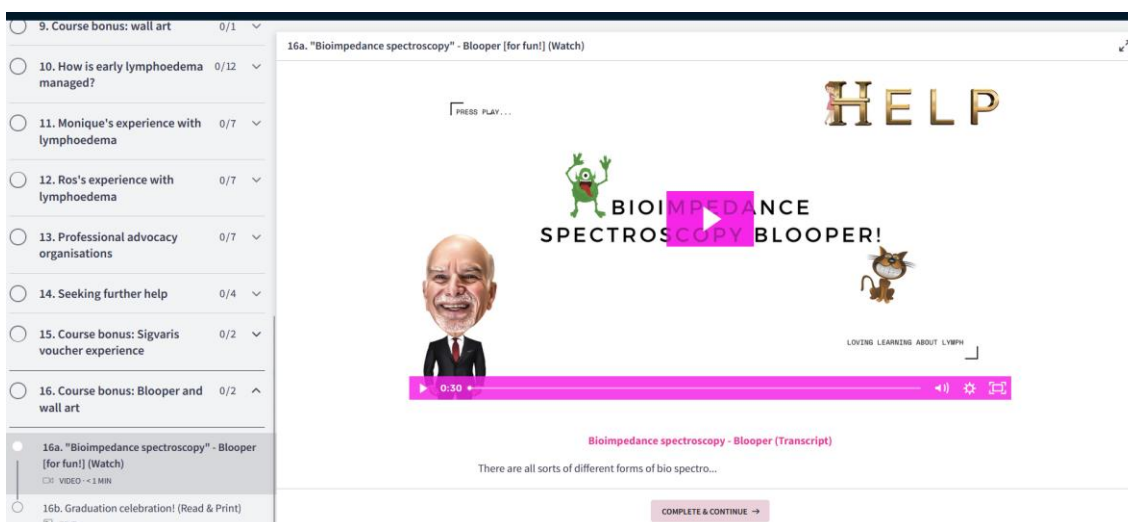 9. Course bonus: wall art 0/1
10. How is early lymphoedema 0/12
managed?
11. Monique's experience with 0/7
lymphoedema
12. Ros's experience with 0/7
lymphoedema
13. Professional advocacy 0/7
organisations
14. Seeking further help 0/4
15. Course bonus: Sigvaris 0/2
voucher experience
16. Course bonus: Blooper and 0/2
wall art
16a. "Bioimpedance spectroscopy" - Blooper
[for fun!] (Watch)
VIDEO · < 1 MIN
16b. Graduation celebration! (Read & Print)
16a. "Bioimpedance spectroscopy" - Blooper [for fun!] (Watch)
PRESS PLAY...
HELP
BIOIMPEDANCE
SPECTROSCOPY BLOOPER!
LOVING LEARNING ABOUT LYMPH
0:30
Bioimpedance spectroscopy - Blooper (Transcript)
There are all sorts of different forms of bio spectro...
COMPLETE & CONTINUE →